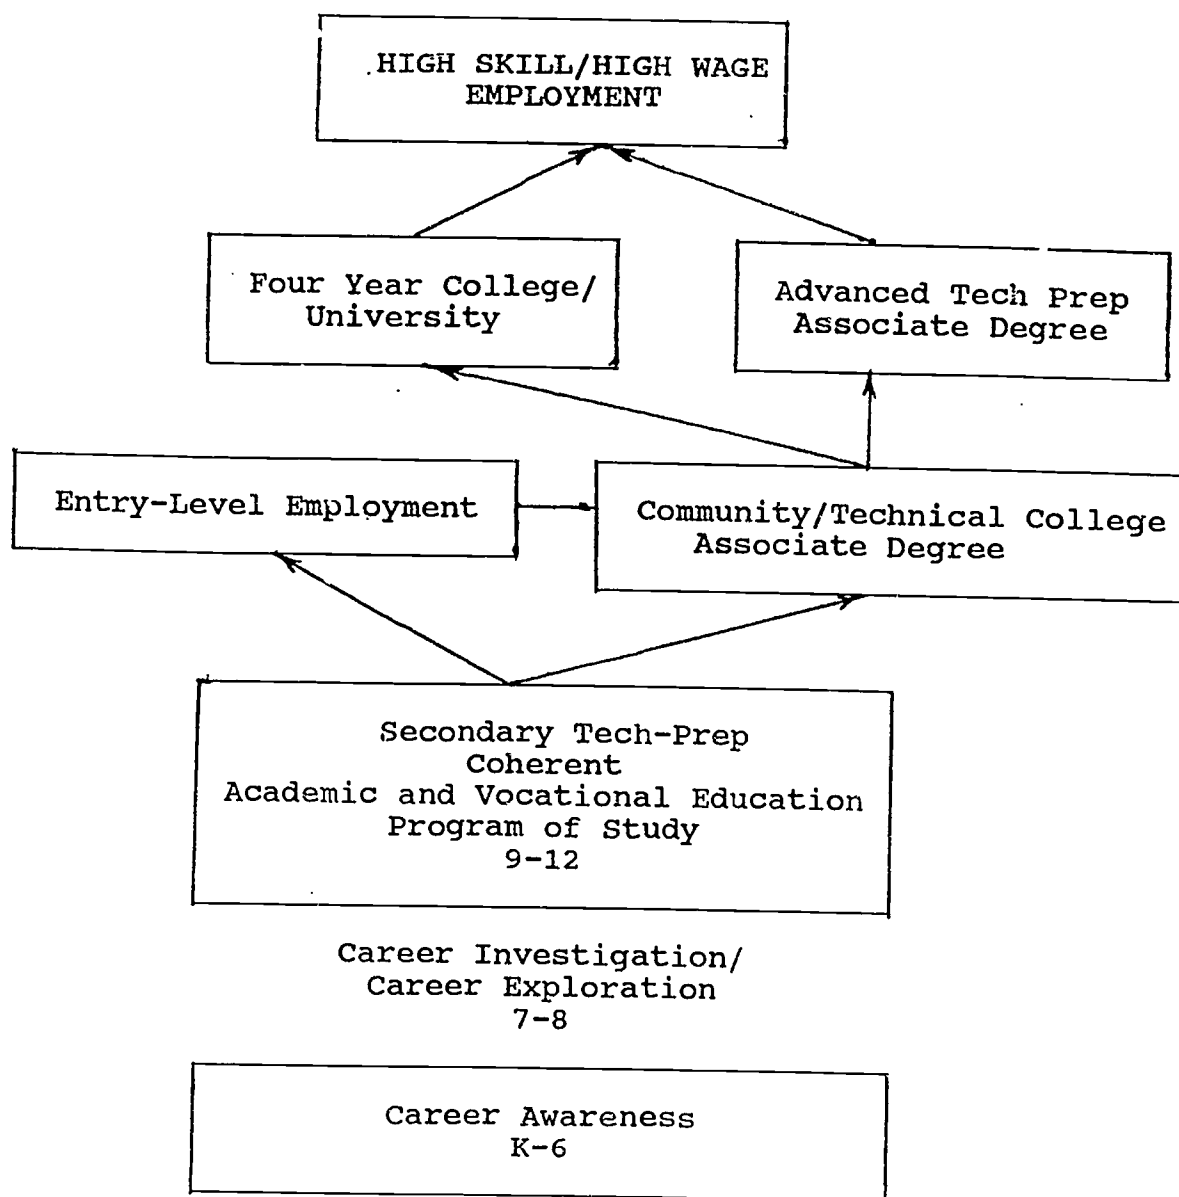 HIGH SKILL/HIGH WAGE
EMPLOYMENT
Four Year College/
University
Advanced Tech Prep
Associate Degree
Entry-Level Employment
Community/Technical College
Associate Degree
Secondary Tech-Prep
Coherent
Academic and Vocational Education
Program of Study
9-12
Career Investigation/
Career Exploration
7-8
Career Awareness
K-6